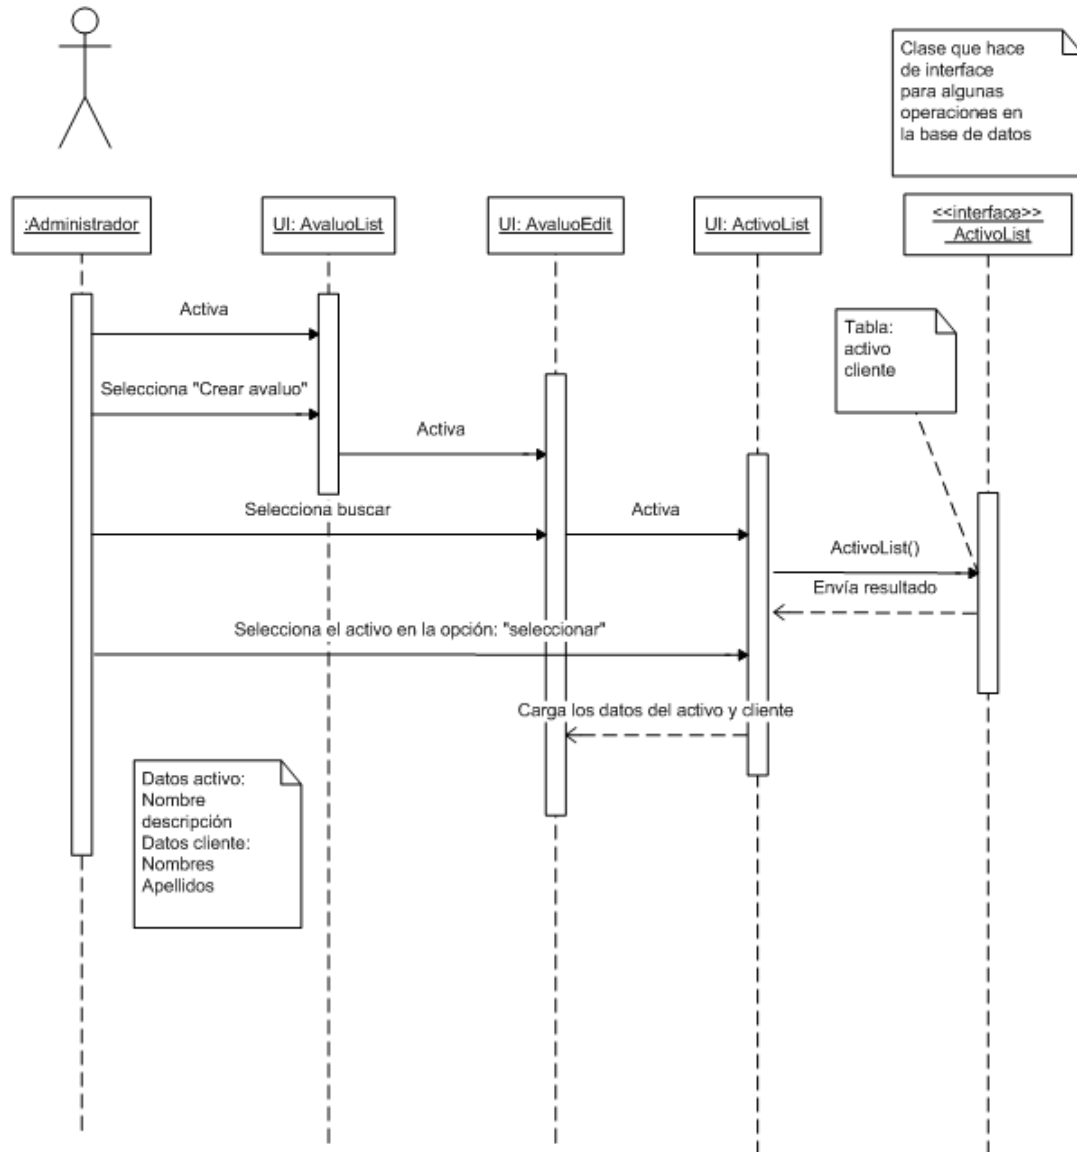 Clase que hace
de interface
para algunas
operaciones en
la base de datos
:Administrador
UI: AvaluoList
UI: AvaluoEdit
UI: ActivoList
<<interface>>
_ActivoList
Activa
Tabla:
activo
cliente
Selecciona "Crear avaluo"
Activa
Selecciona buscar
Activa
ActivoList()
Envía resultado
Selecciona el activo en la opción: "seleccionar"
Carga los datos del activo y cliente
Datos activo:
Nombre
descripción
Datos cliente:
Nombres
Apellidos